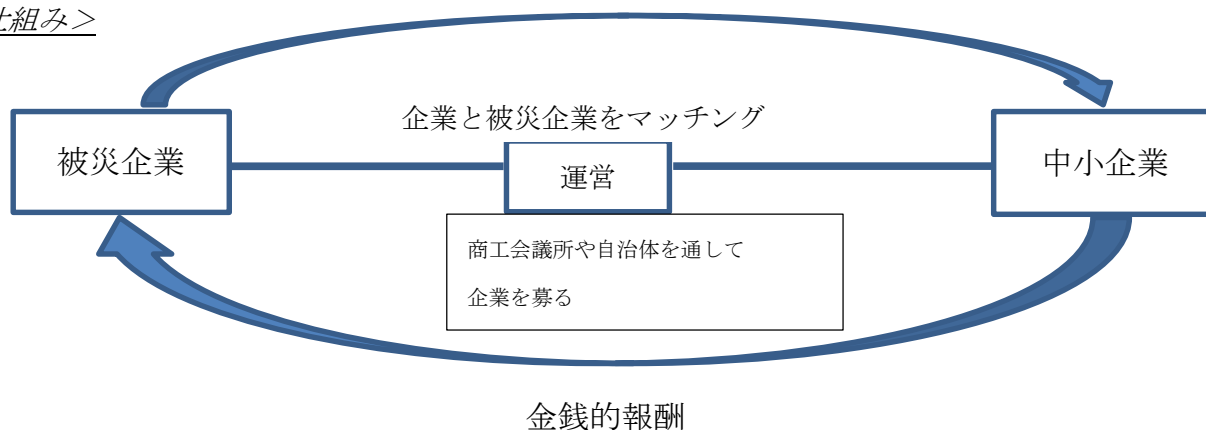 組み＞
企業と被災企業をマッチング
被災企業
運営
中小企業
商工会議所や自治体を通して
企業を募る
金銭的報酬